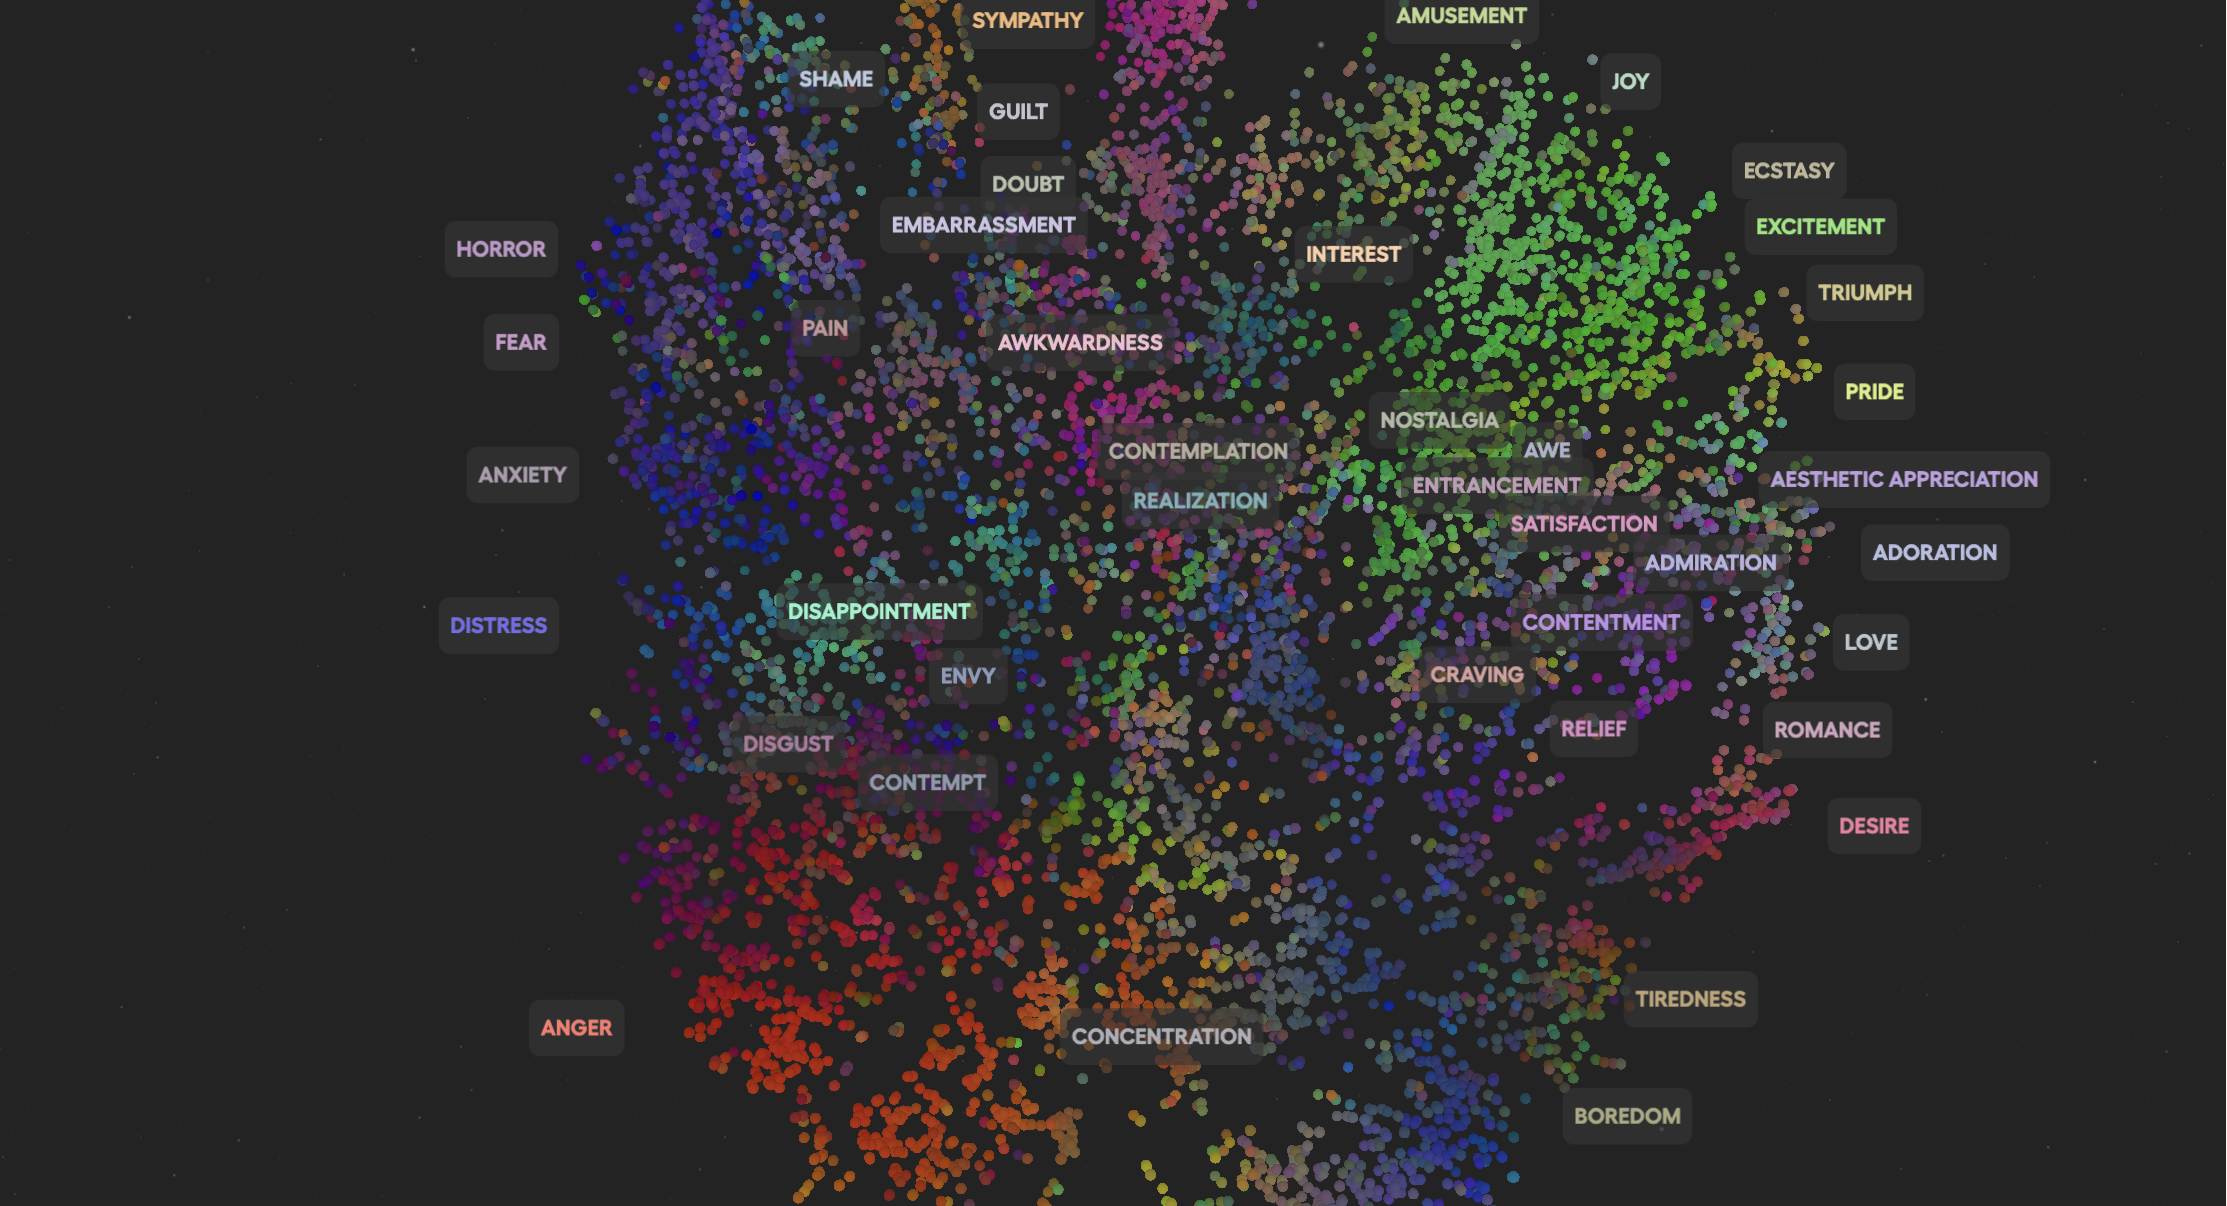 AMUSEMENT
SYMPATHY
SHAME
JOY
GUILT
ECSTASY
DOUBT
EMBARRASSMENT
EXCITEMENT
HORROR
INTEREST
TRIUMPH
PAIN
FEAR
AWKWARDNESS
PRIDE
NOSTALGIA
CONTEMPLATION
AWE
ANXIETY
AESTHETIC APPRECIATION
ENTRANCEMENT
REALIZATION
SATISFACTION
ADORATION
ADMIRATION
DISAPPOINTMENT
CONTENTMENT
DISTRESS
LOVE
CRAVING
ENVY
RELIEF
ROMANCE
DISGUST
CONTEMPT
DESIRE
TIREDNESS
ANGER
CONCENTRATION
BOREDOM